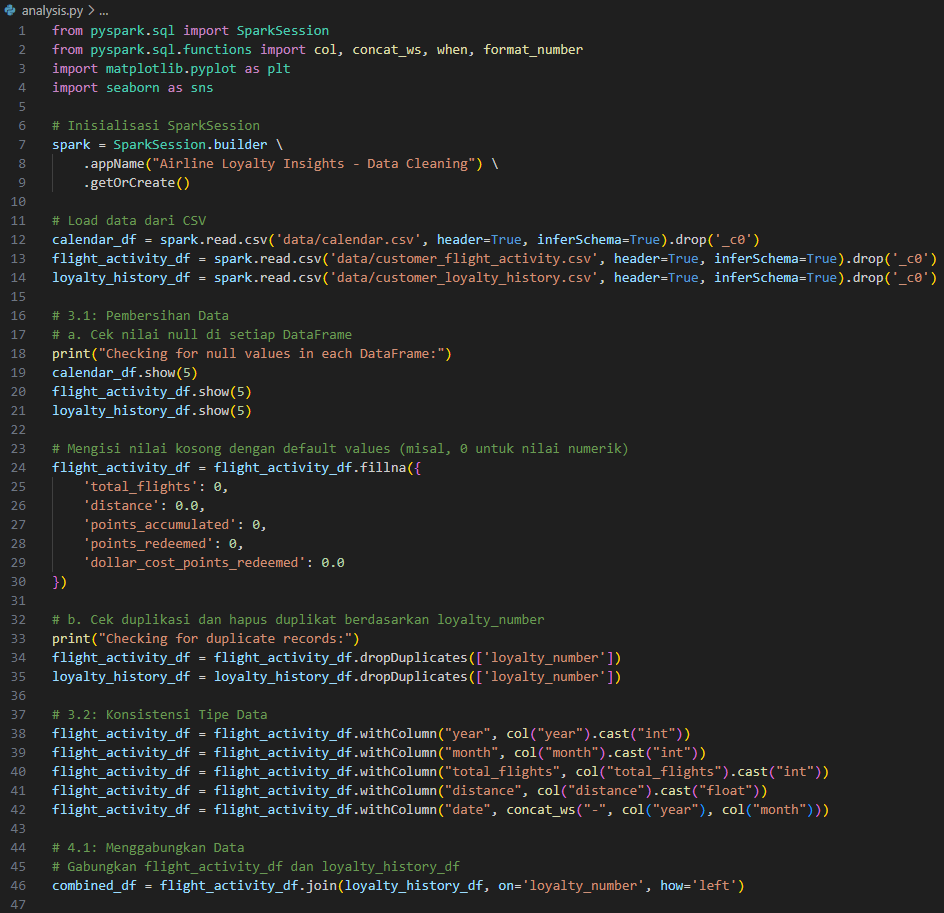 analysis.py > ...
1 from pyspark.sql import SparkSession
2 from pyspark.sql.functions import col, concat_ws, when, format_number
3 import matplotlib.pyplot as plt
4 import seaborn as sns
5
6 # Inisialisasi SparkSession
7 spark = SparkSession.builder \
8     .appName("Airline Loyalty Insights - Data Cleaning") \
9     .getOrCreate()
10
11 # Load data dari CSV
12 calendar_df = spark.read.csv('data/calendar.csv', header=True, inferSchema=True).drop('_c0')
13 flight_activity_df = spark.read.csv('data/customer_flight_activity.csv', header=True, inferSchema=True).drop('_c0')
14 loyalty_history_df = spark.read.csv('data/customer_loyalty_history.csv', header=True, inferSchema=True).drop('_c0')
15
16 # 3.1: Pembersihan Data
17 # a. Cek nilai null di setiap DataFrame
18 print("Checking for null values in each DataFrame:")
19 calendar_df.show(5)
20 flight_activity_df.show(5)
21 loyalty_history_df.show(5)
22
23 # Mengisi nilai kosong dengan default values (misal, 0 untuk nilai numerik)
24 flight_activity_df = flight_activity_df.fillna({
25     'total_flights': 0,
26     'distance': 0.0,
27     'points_accumulated': 0,
28     'points_redeemed': 0,
29     'dollar_cost_points_redeemed': 0.0
30 })
31
32 # b. Cek duplikasi dan hapus duplikat berdasarkan loyalty_number
33 print("Checking for duplicate records:")
34 flight_activity_df = flight_activity_df.dropDuplicates(['loyalty_number'])
35 loyalty_history_df = loyalty_history_df.dropDuplicates(['loyalty_number'])
36
37 # 3.2: Konsistensi Tipe Data
38 flight_activity_df = flight_activity_df.withColumn("year", col("year").cast("int"))
39 flight_activity_df = flight_activity_df.withColumn("month", col("month").cast("int"))
40 flight_activity_df = flight_activity_df.withColumn("total_flights", col("total_flights").cast("int"))
41 flight_activity_df = flight_activity_df.withColumn("distance", col("distance").cast("float"))
42 flight_activity_df = flight_activity_df.withColumn("date", concat_ws("-", col("year"), col("month")))
43
44 # 4.1: Menggabungkan Data
45 # Gabungkan flight_activity_df dan loyalty_history_df
46 combined_df = flight_activity_df.join(loyalty_history_df, on='loyalty_number', how='left')
47